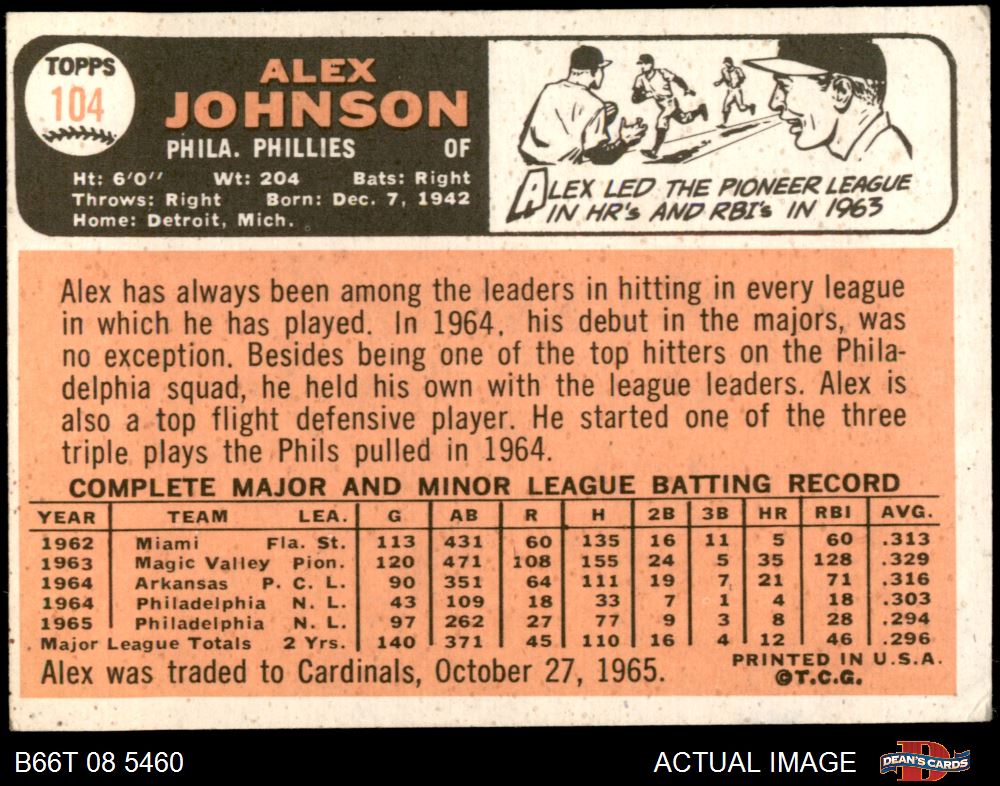 TOPPS
104
ALEX
JOHNSON
PHILA. PHILLIES OF
Ht: 6'0" Wt: 204 Bats: Right
Throws: Right Born: Dec. 7, 1942
Home: Detroit, Mich.
ALEX LED THE PIONEER LEAGUE
IN HR's AND RBI's IN 1963
Alex has always been among the leaders in hitting in every league
in which he has played. In 1964, his debut in the majors, was
no exception. Besides being one of the top hitters on the Phila-
delphia squad, he held his own with the league leaders. Alex is
also a top flight defensive player. He started one of the three
triple plays the Phils pulled in 1964.
COMPLETE MAJOR AND MINOR LEAGUE BATTING RECORD
YEAR TEAM LEA. G AB R H 2B 3B HR RBI AVG.
1962 Miami Fla. St. 113 431 60 135 16 11 5 60 .313
1963 Magic Valley Pion. 120 471 108 155 24 5 35 128 .329
1964 Arkansas P. C. L. 90 351 64 111 19 7 21 71 .316
1964 Philadelphia N. L. 43 109 18 33 7 1 4 18 .303
1965 Philadelphia N. L. 97 262 27 77 9 3 8 28 .294
Major League Totals 2 Yrs. 140 371 45 110 16 4 12 46 .296
Alex was traded to Cardinals, October 27, 1965.
PRINTED IN U.S.A.
©T.C.G.
B66T 08 5460
ACTUAL IMAGE
D
DEAN'S CARDS